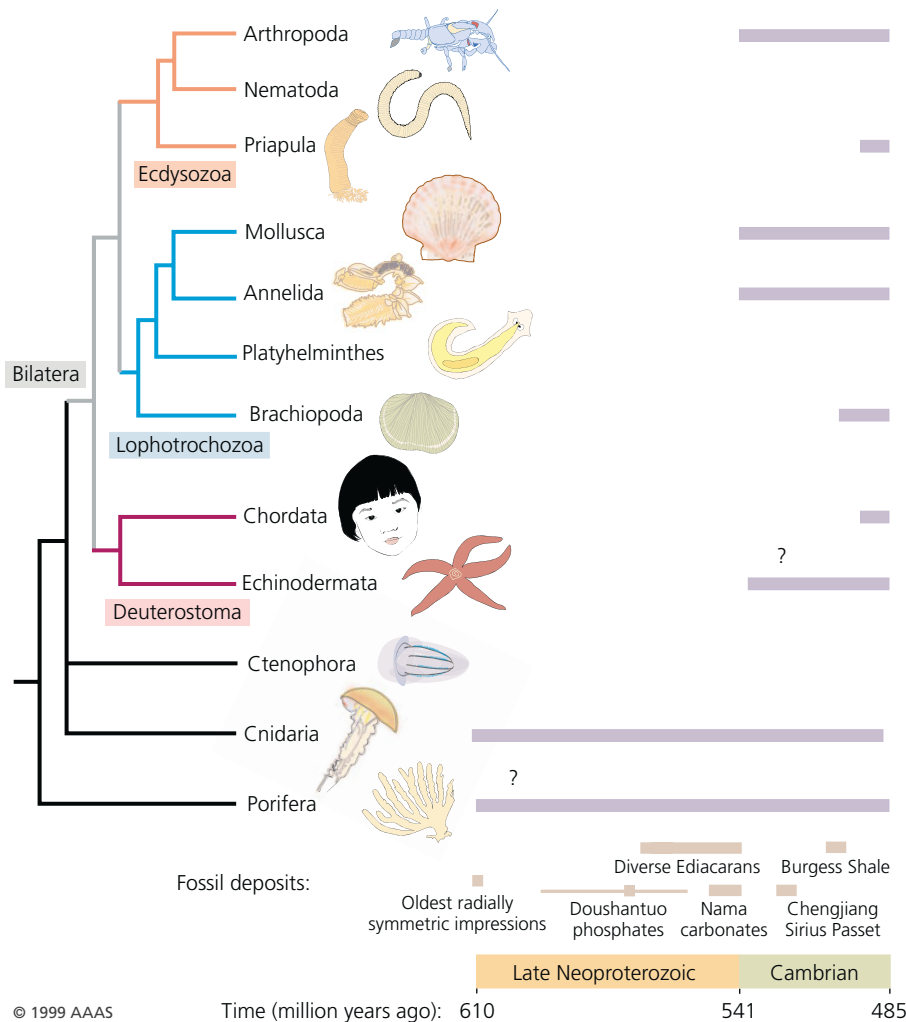 Arthropoda
Nematoda
Priapula
Ecdysozoa
Mollusca
Annelida
Platyhelminthes
Bilatera
Brachiopoda
Lophotrochozoa
Chordata
?
Echinodermata
Deuterostoma
Ctenophora
Cnidaria
?
Porifera
Diverse Ediacarans
Burgess Shale
Fossil deposits:
Oldest radially
symmetric impressions
Doushantuo
phosphates
Nama
carbonates
Chengjiang
Sirius Passet
Late Neoproterozoic
Cambrian
© 1999 AAAS
Time (million years ago): 610 541 485